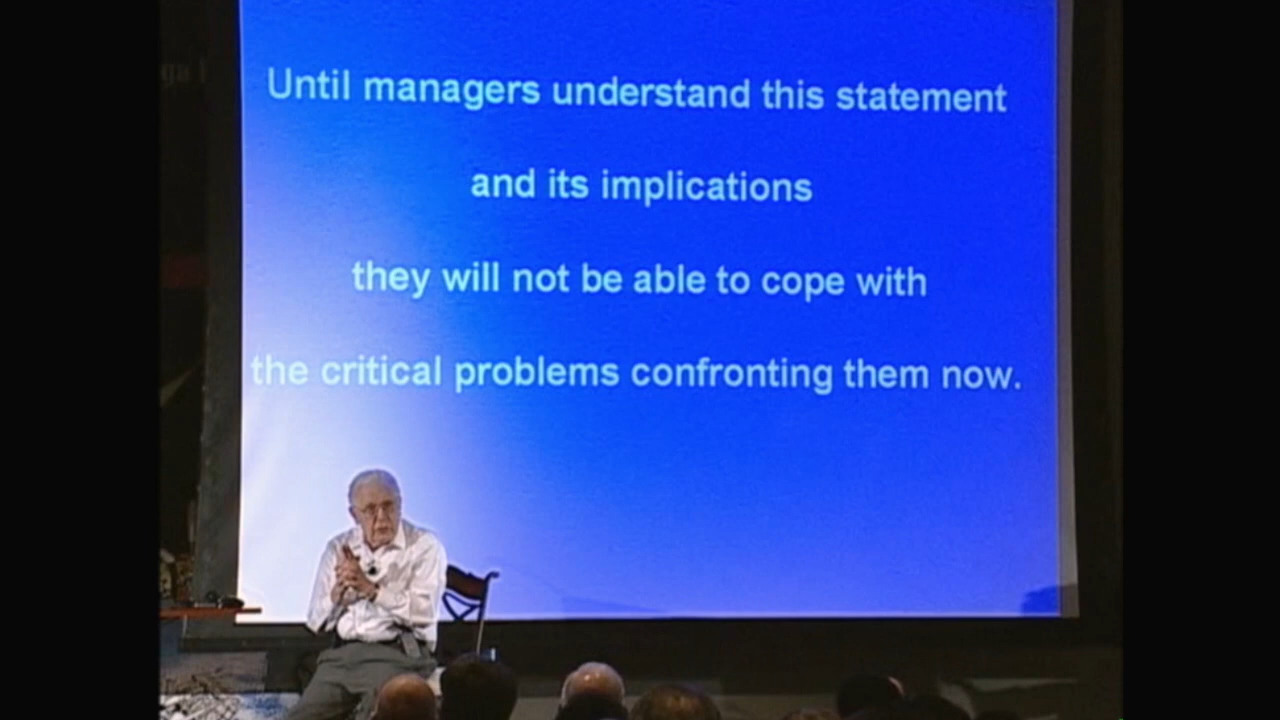 Until managers understand this statement
and its implications
they will not be able to cope with
the critical problems confronting them now.